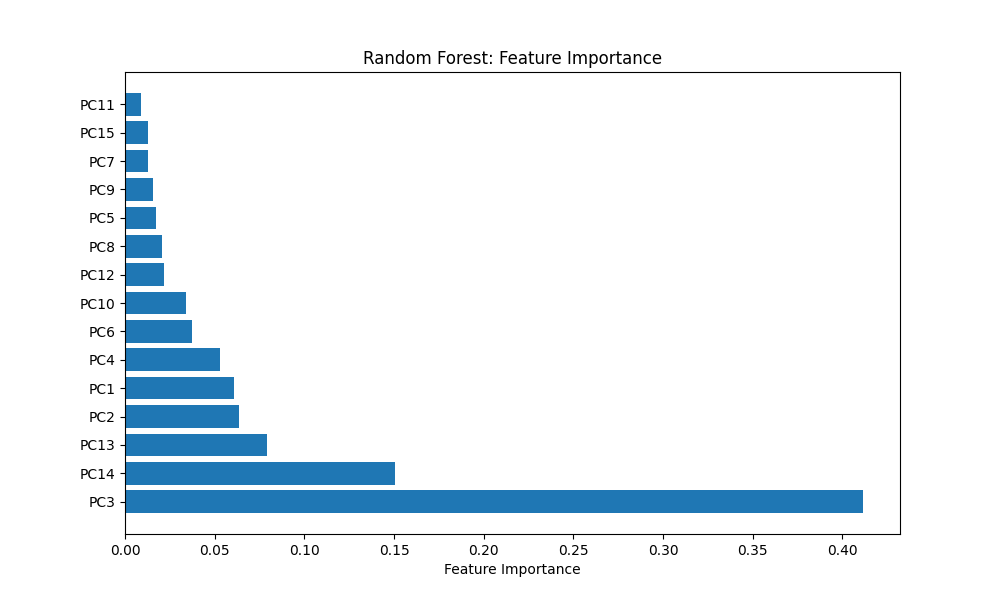 Random Forest: Feature Importance
PC11
PC15
PC7
PC9
PC5
PC8
PC12
PC10
PC6
PC4
PC1
PC2
PC13
PC14
PC3
0.00 0.05 0.10 0.15 0.20 0.25 0.30 0.35 0.40
Feature Importance